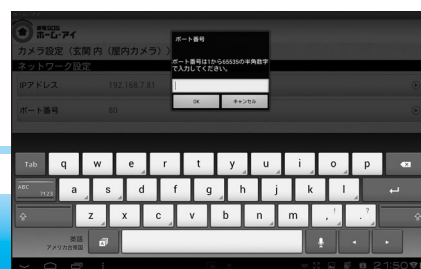 ホーム・アイ
カメラ設定（玄関内（屋内カメラ））
ネットワーク設定
IPアドレス 192.168.7.81
ポート番号 80
ポート番号
ポート番号は1から65535の半角数字
で入力してください。
OK キャンセル
Tab q w e r t y u i o p
ABC ?123 a s d f g h j k l
z x c v b n m , ! . ?
英語
アメリカ合衆国
21:50